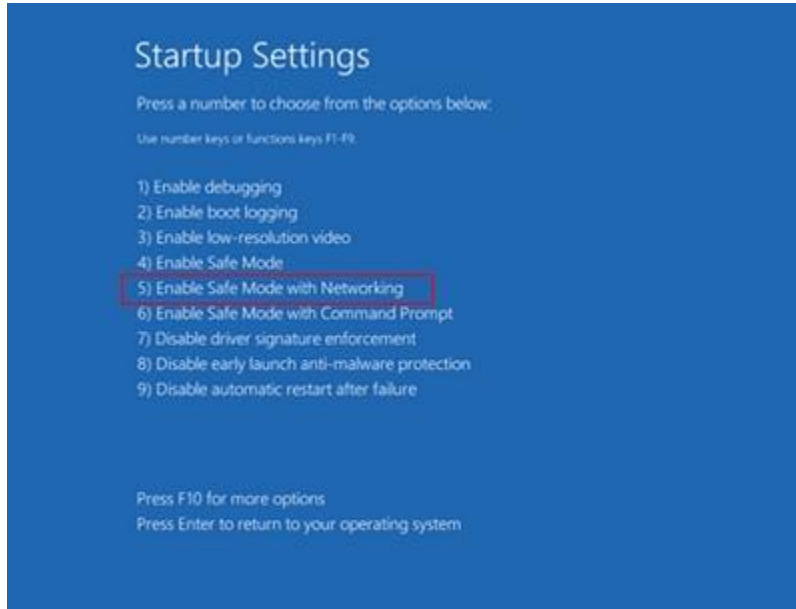 Startup Settings
Press a number to choose from the options below:
Use number keys or functions keys F1-F9.
1) Enable debugging
2) Enable boot logging
3) Enable low-resolution video
4) Enable Safe Mode
5) Enable Safe Mode with Networking
6) Enable Safe Mode with Command Prompt
7) Disable driver signature enforcement
8) Disable early launch anti-malware protection
9) Disable automatic restart after failure
Press F10 for more options
Press Enter to return to your operating system